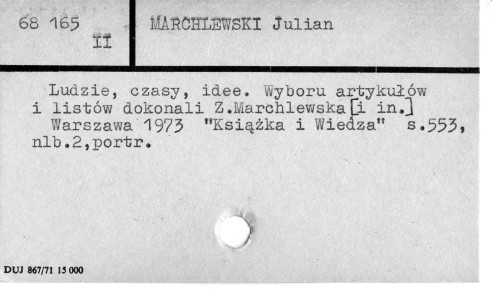 68 165
II
MARCHLEWSKI Julian
Ludzie, czasy, idee. Wyboru artykułów
i listów dokonali Z.Marchlewska[i in.]
Warszawa 1973 "Książka i Wiedza" s.553,
nlb.2,portr.
DUJ 867/71 15 000